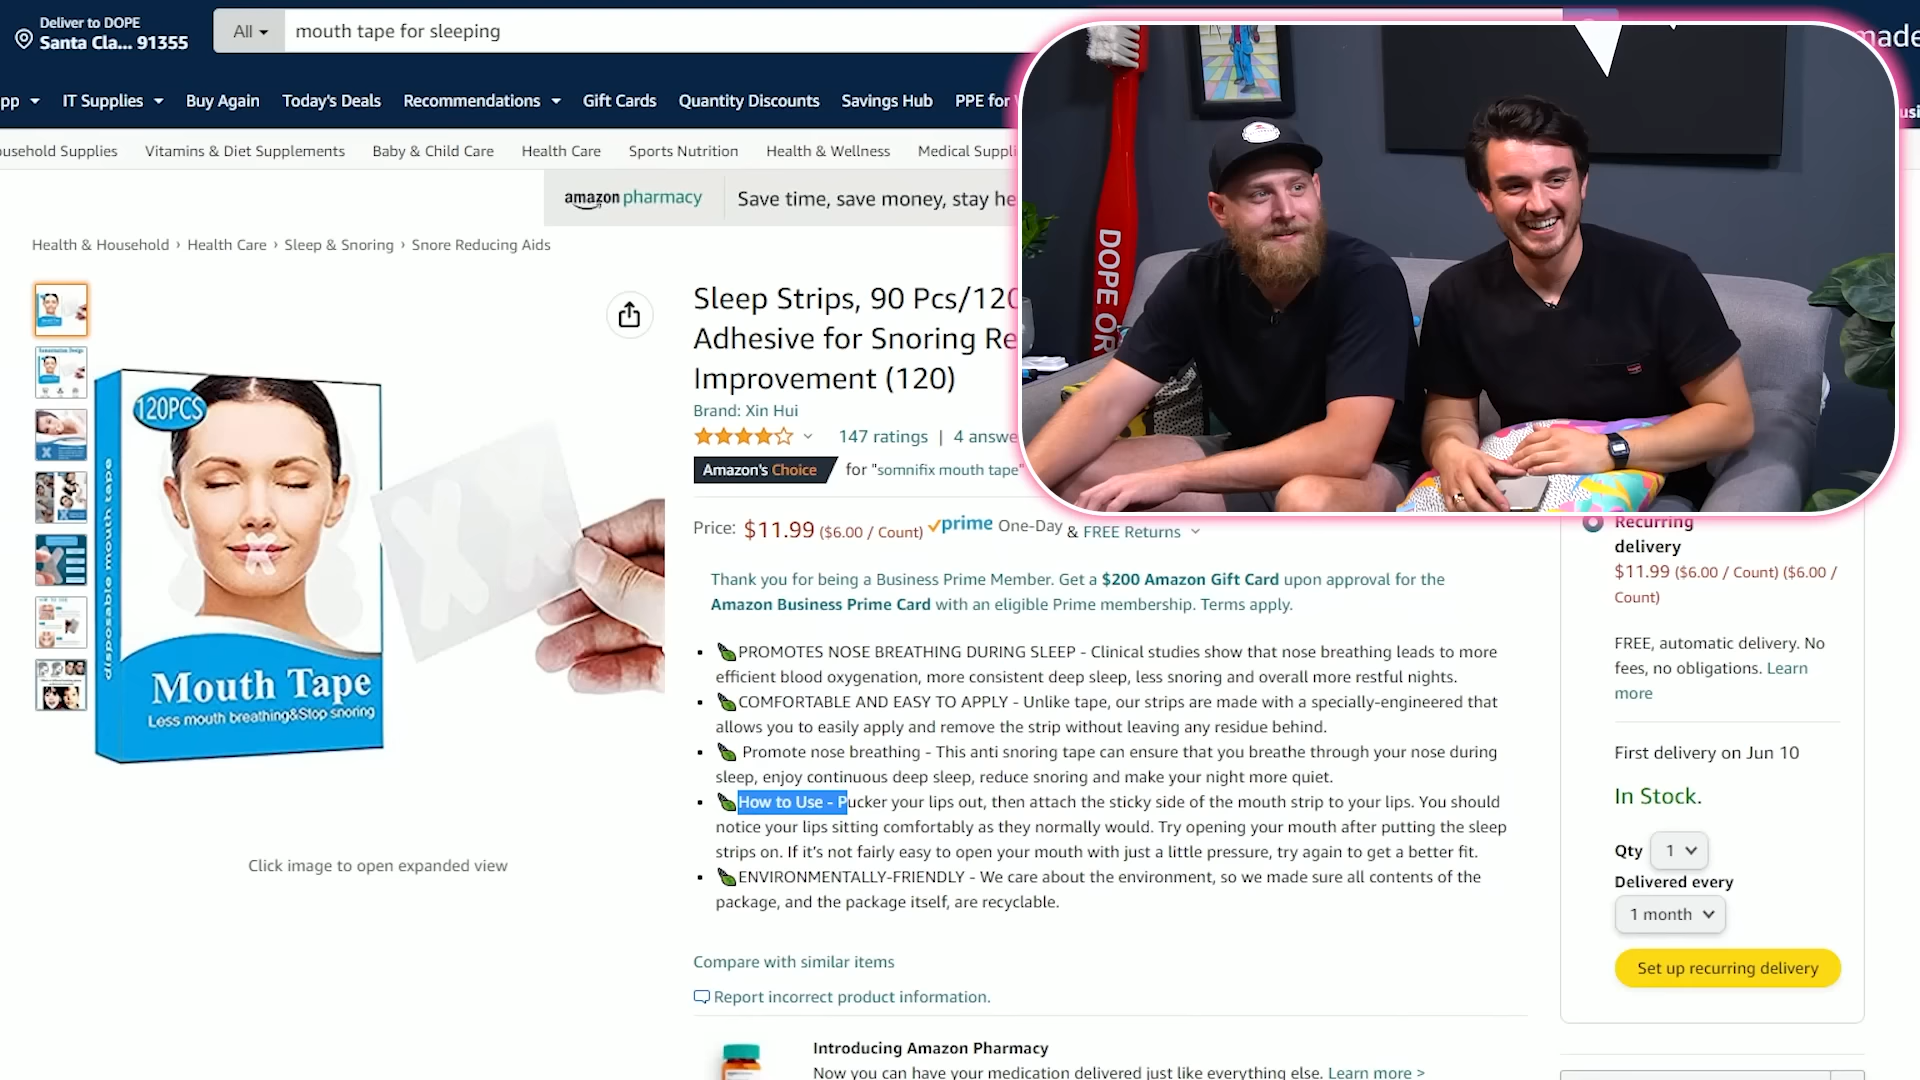 Deliver to DOPE
Santa Cla... 91355
All
mouth tape for sleeping
IT Supplies
Buy Again
Today's Deals
Recommendations
Gift Cards
Quantity Discounts
Savings Hub
PPE for
Supplies
Vitamins & Diet Supplements
Baby & Child Care
Health Care
Sports Nutrition
Health & Wellness
Medical
amazon pharmacy
Save time, save money, stay
Health & Household › Health Care › Sleep & Snoring › Snore Reducing Aids
Sleep Strips, 90 Pcs/120
Adhesive for Snoring
Improvement (120)
Brand: Xin Hui
147 ratings | 4
Amazon's Choice for "somnifix mouth tape"
Price: $11.99 ($6.00 / Count) prime One-Day & FREE Returns
Thank you for being a Business Prime Member. Get a $200 Amazon Gift Card upon approval for the
Amazon Business Prime Card with an eligible Prime membership. Terms apply.
PROMOTES NOSE BREATHING DURING SLEEP - Clinical studies show that nose breathing leads to more
efficient blood oxygenation, more consistent deep sleep, less snoring and overall more restful nights.
COMFORTABLE AND EASY TO APPLY - Unlike tape, our strips are made with a specially-engineered that
allows you to easily apply and remove the strip without leaving any residue behind.
Promote nose breathing - This anti snoring tape can ensure that you breathe through your nose during
sleep, enjoy continuous deep sleep, reduce snoring and make your night more quiet.
How to Use - Pucker your lips out, then attach the sticky side of the mouth strip to your lips. You should
notice your lips sitting comfortably as they normally would. Try opening your mouth after putting the sleep
strips on. If it's not fairly easy to open your mouth with just a little pressure, try again to get a better fit.
ENVIRONMENTALLY-FRIENDLY - We care about the environment, so we made sure all contents of the
package, and the package itself, are recyclable.
Compare with similar items
Report incorrect product information.
Introducing Amazon Pharmacy
Now you can have your medication delivered just like everything else. Learn more >
120PCS
disposable mouth tape
Mouth Tape
Less mouth breathing&Stop snoring
Click image to open expanded view
DOPE OR
Recurring
delivery
$11.99 ($6.00 / Count) ($6.00 /
Count)
FREE, automatic delivery. No
fees, no obligations. Learn
more
First delivery on Jun 10
In Stock.
Qty 1
Delivered every
1 month
Set up recurring delivery